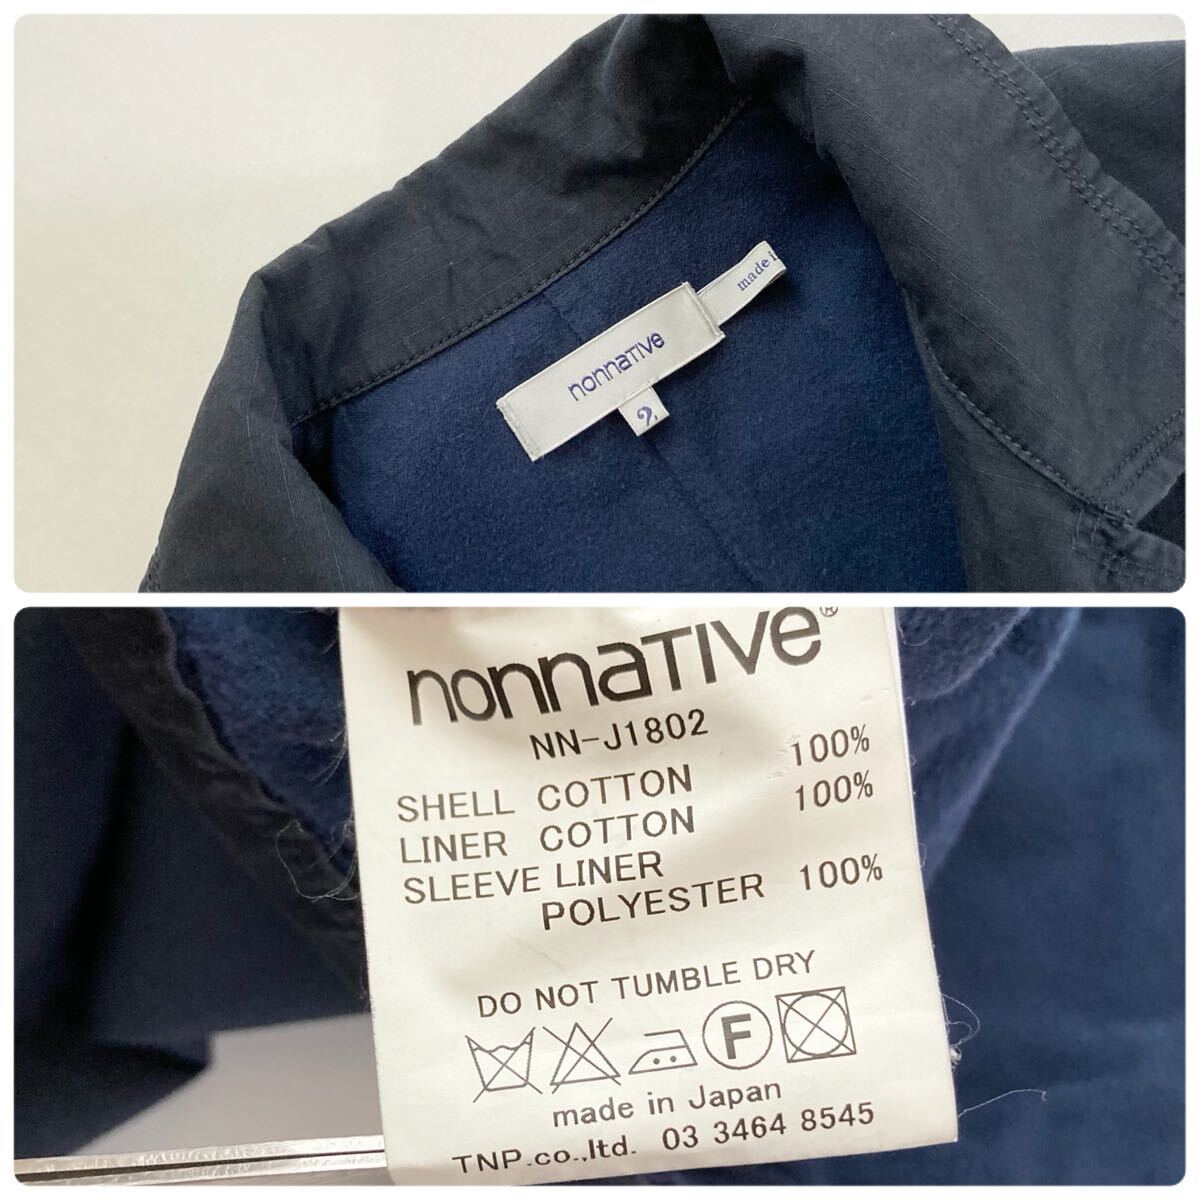 nonnative
made i
2
nonnative®
NN-J1802
SHELL COTTON 100%
LINER COTTON 100%
SLEEVE LINER
POLYESTER 100%
DO NOT TUMBLE DRY
F
made in Japan
TNP.co.,ltd. 03 3464 8545